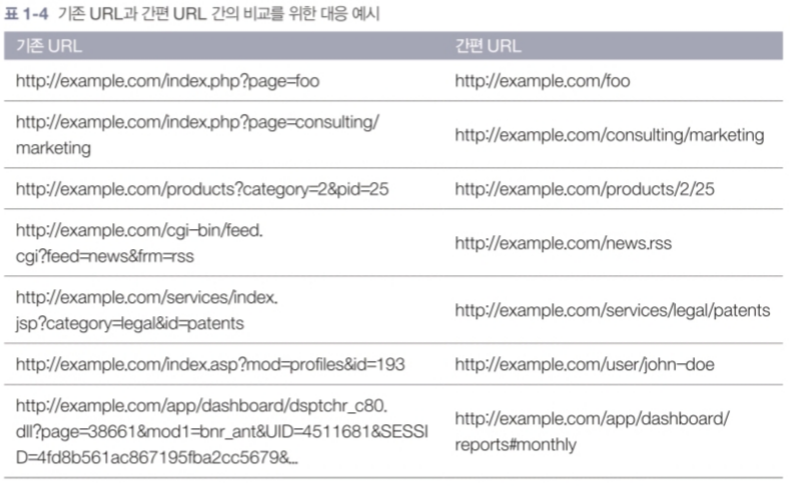 표 1-4 기존 URL과 간편 URL 간의 비교를 위한 대응 예시
기존 URL 간편 URL
http://example.com/index.php?page=foo http://example.com/foo
http://example.com/index.php?page=consulting/
marketing
http://example.com/consulting/marketing
http://example.com/products?category=2&pid=25 http://example.com/products/2/25
http://example.com/cgi-bin/feed.
cgi?feed=news&frm=rss
http://example.com/news.rss
http://example.com/services/index.
jsp?category=legal&id=patents
http://example.com/services/legal/patents
http://example.com/index.asp?mod=profiles&id=193 http://example.com/user/john-doe
http://example.com/app/dashboard/dsptchr_c80.
dll?page=38661&mod1=bnr_ant&UID=4511681&SESSI
D=4fd8b561ac867195fba2cc5679&...
http://example.com/app/dashboard/
reports#monthly